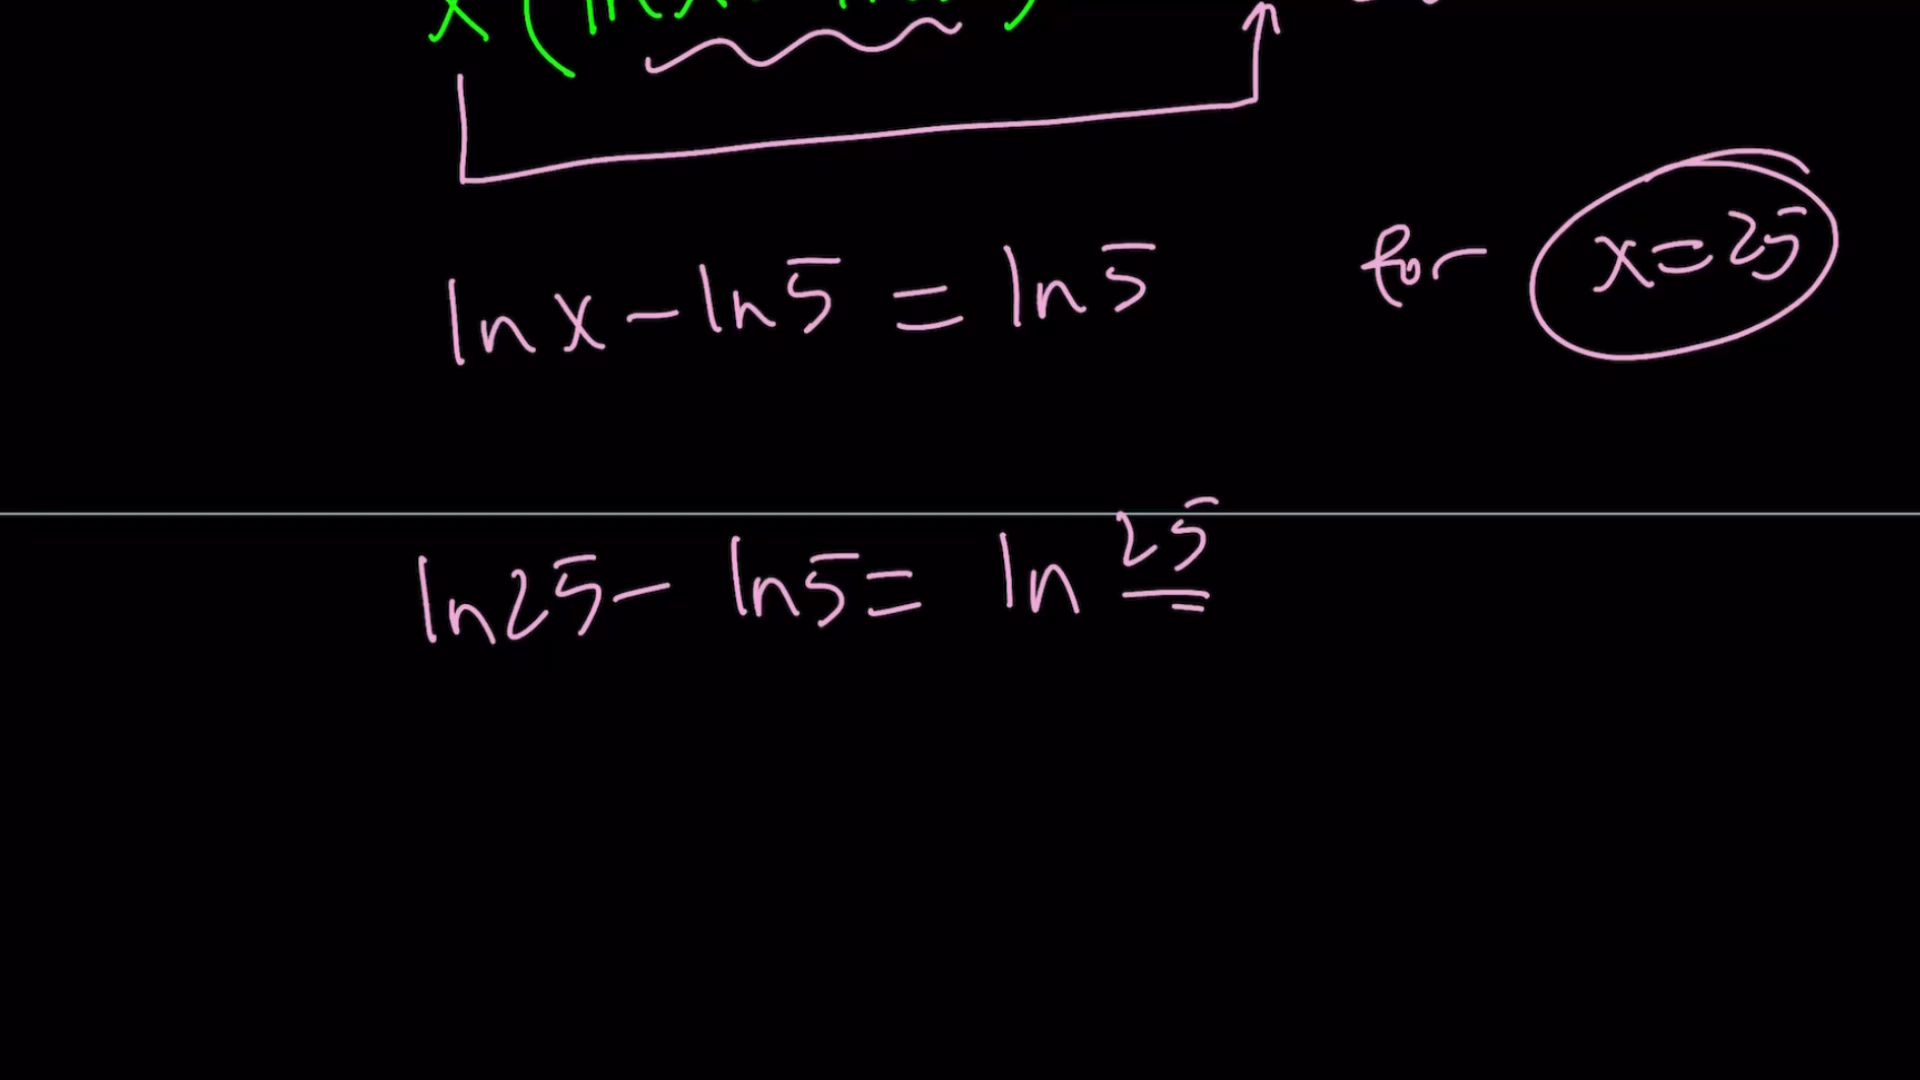 ln x - ln 5 = ln 5 for x = 25
ln 25 - ln 5 = ln 25